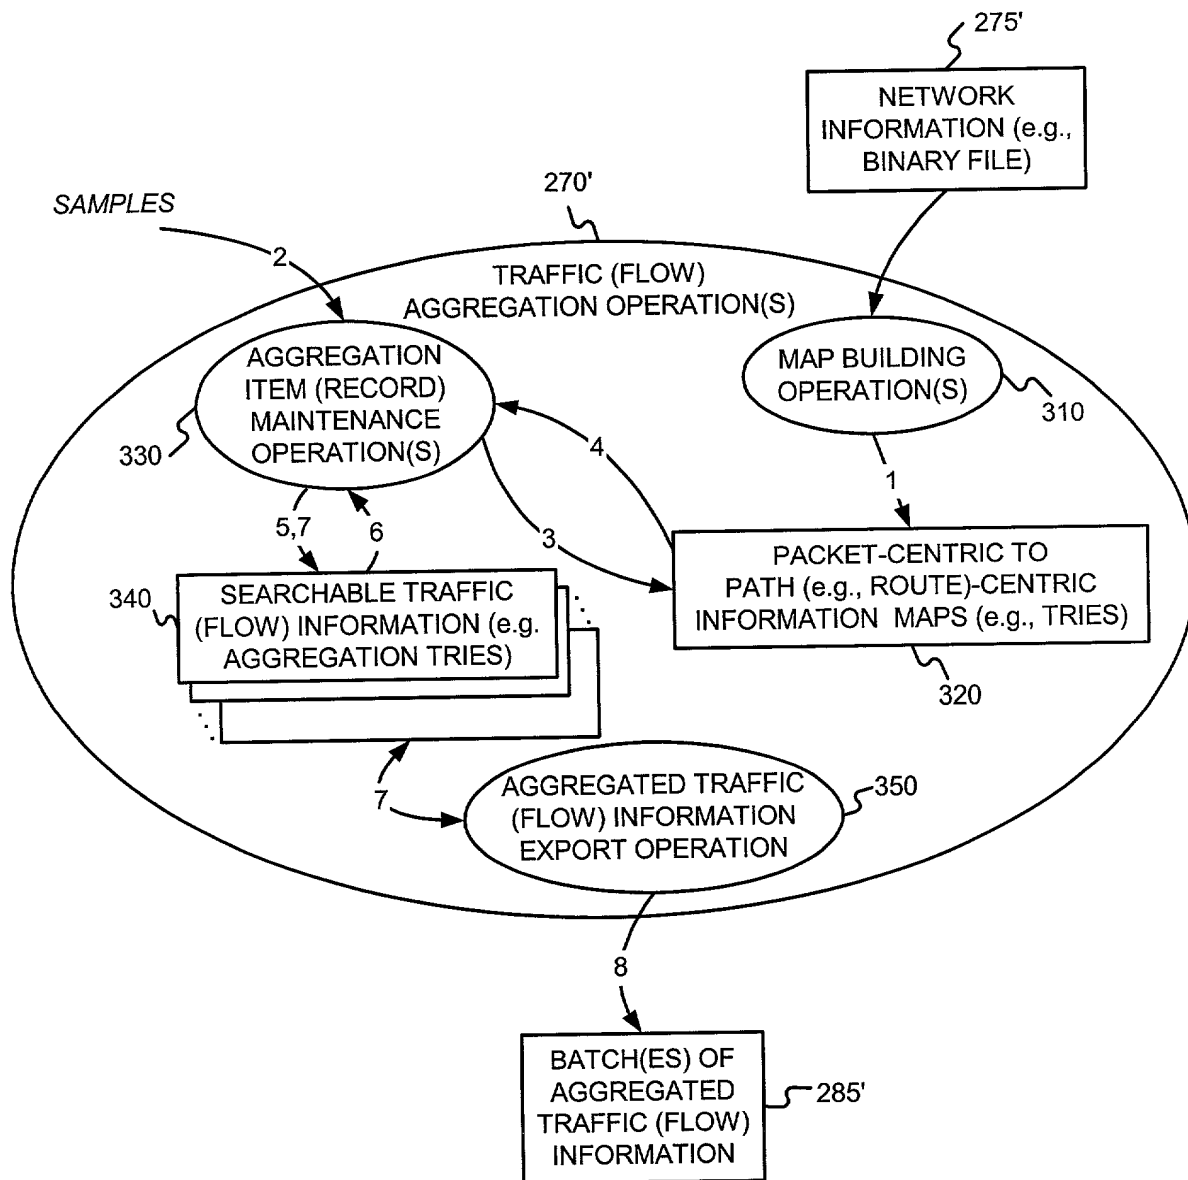 275'
NETWORK
INFORMATION (e.g.,
BINARY FILE)
270'
SAMPLES
2
TRAFFIC (FLOW)
AGGREGATION OPERATION(S)
AGGREGATION
ITEM (RECORD)
MAINTENANCE
OPERATION(S)
330
MAP BUILDING
OPERATION(S)
310
4
1
5,7
6
3
340
SEARCHABLE TRAFFIC
(FLOW) INFORMATION (e.g.
AGGREGATION TRIES)
PACKET-CENTRIC TO
PATH (e.g., ROUTE)-CENTRIC
INFORMATION MAPS (e.g., TRIES)
320
7
AGGREGATED TRAFFIC
(FLOW) INFORMATION
EXPORT OPERATION
350
8
BATCH(ES) OF
AGGREGATED
TRAFFIC (FLOW)
INFORMATION
285'